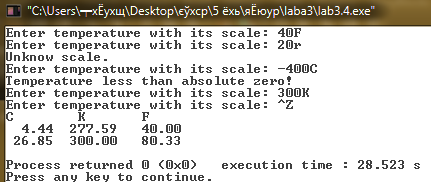 "C:\Users\┬ыхЁхщ\Desktop\єўхср\5 ёхь\яЁюур\laba3\lab3.4.exe"
Enter temperature with its scale: 40F
Enter temperature with its scale: 20r
Unknow scale.
Enter temperature with its scale: -400C
Temperature less than absolute zero!
Enter temperature with its scale: 300K
Enter temperature with its scale: ^Z
C K F
4.44 277.59 40.00
26.85 300.00 80.33
Process returned 0 (0x0) execution time : 28.523 s
Press any key to continue.